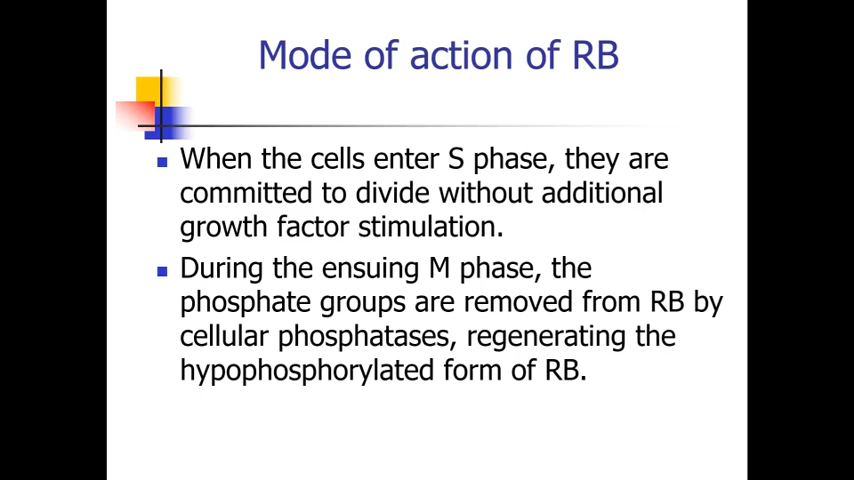 Mode of action of RB
When the cells enter S phase, they are
committed to divide without additional
growth factor stimulation.
During the ensuing M phase, the
phosphate groups are removed from RB by
cellular phosphatases, regenerating the
hypophosphorylated form of RB.